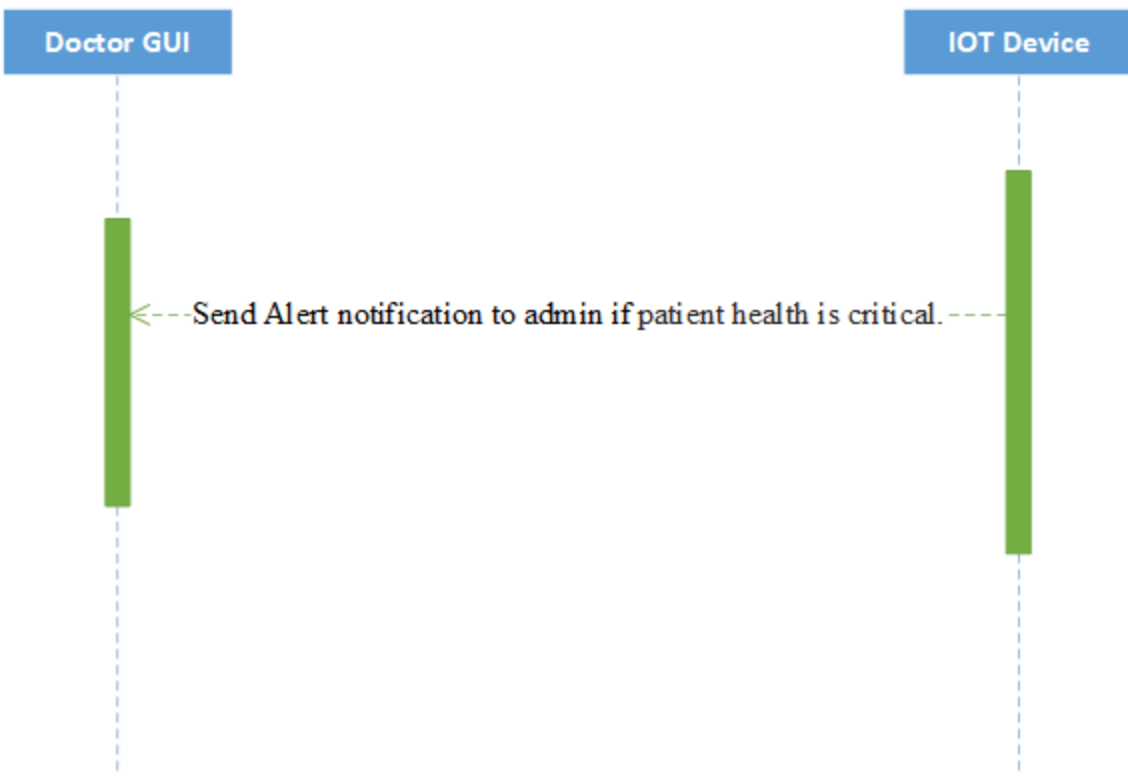 Doctor GUI
IOT Device
Send Alert notification to admin if patient health is critical.